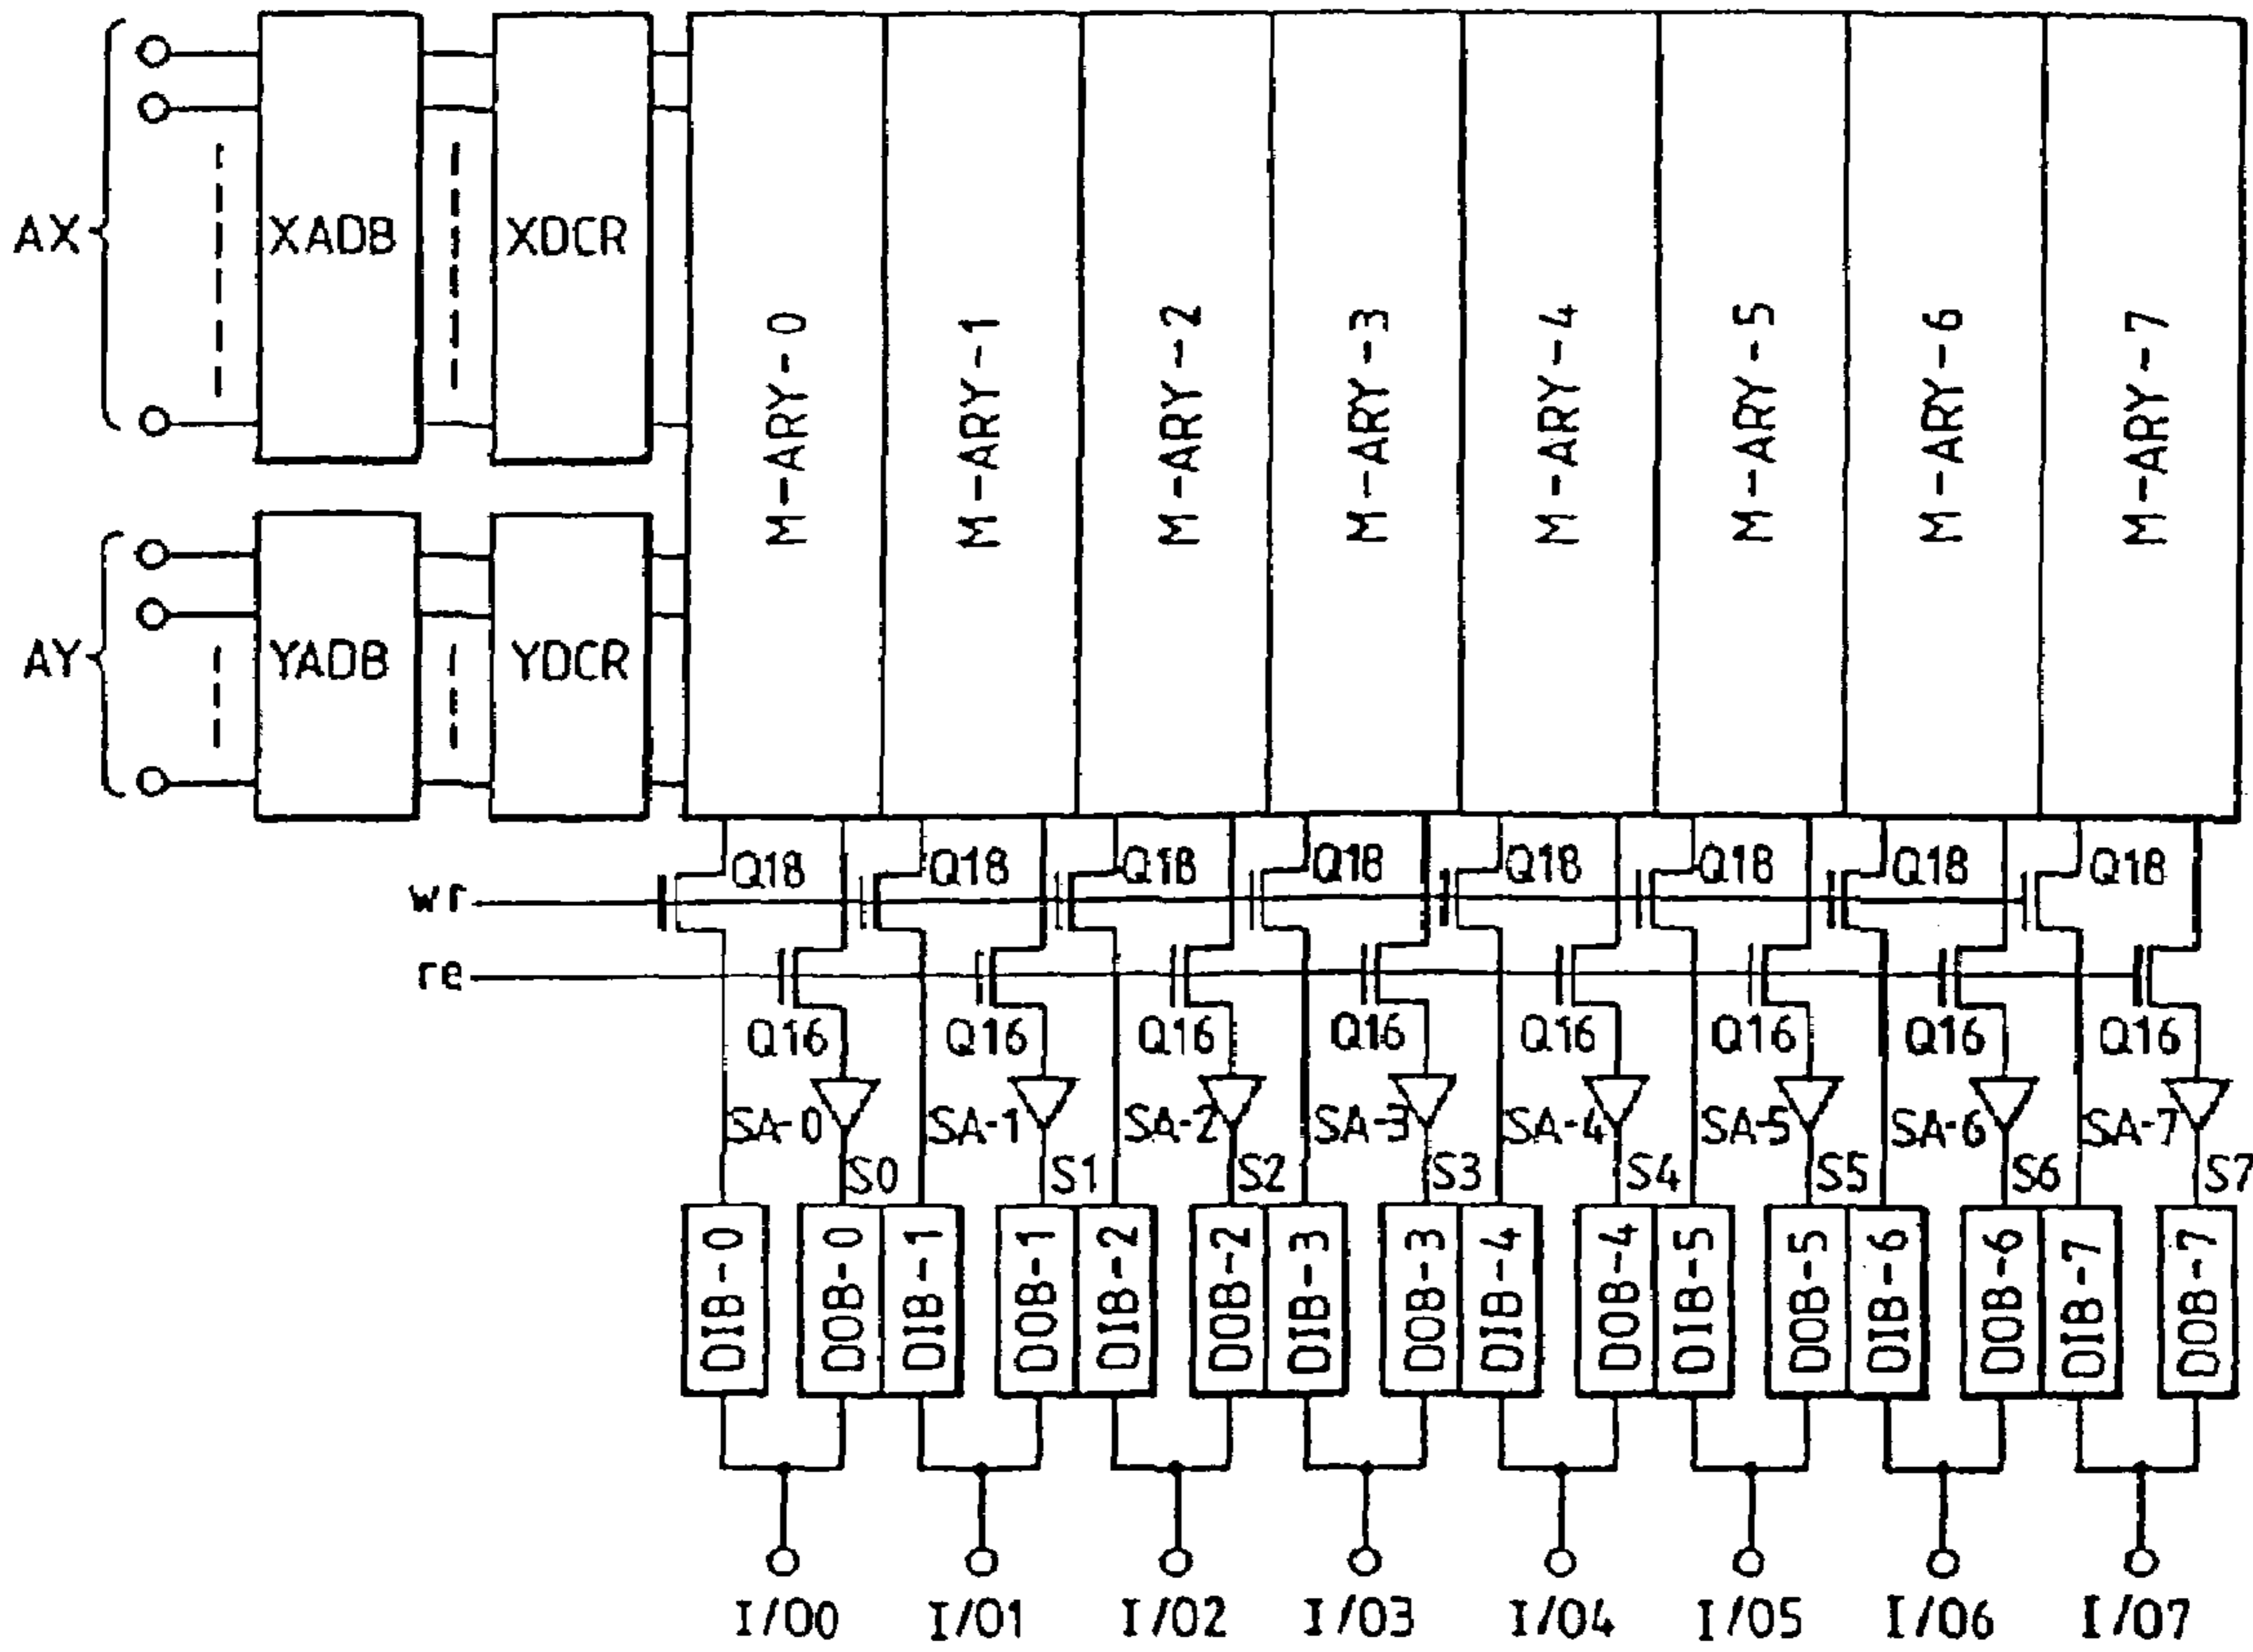 AX
XADB
XDCR
M-ARY-0
M-ARY-1
M-ARY-2
M-ARY-3
M-ARY-4
M-ARY-5
M-ARY-6
M-ARY-7
AY
YADB
YDCR
wr
Q18 Q18 Q18 Q18 Q18 Q18 Q18 Q18
re
Q16 Q16 Q16 Q16 Q16 Q16 Q16 Q16
SA-0 SA-1 SA-2 SA-3 SA-4 SA-5 SA-6 SA-7
S0 S1 S2 S3 S4 S5 S6 S7
DIB-0
DOB-0
DIB-1
DOB-1
DIB-2
DOB-2
DIB-3
DOB-3
DIB-4
DOB-4
DIB-5
DOB-5
DIB-6
DOB-6
DIB-7
DOB-7
I/O0 I/O1 I/O2 I/O3 I/O4 I/O5 I/O6 I/O7